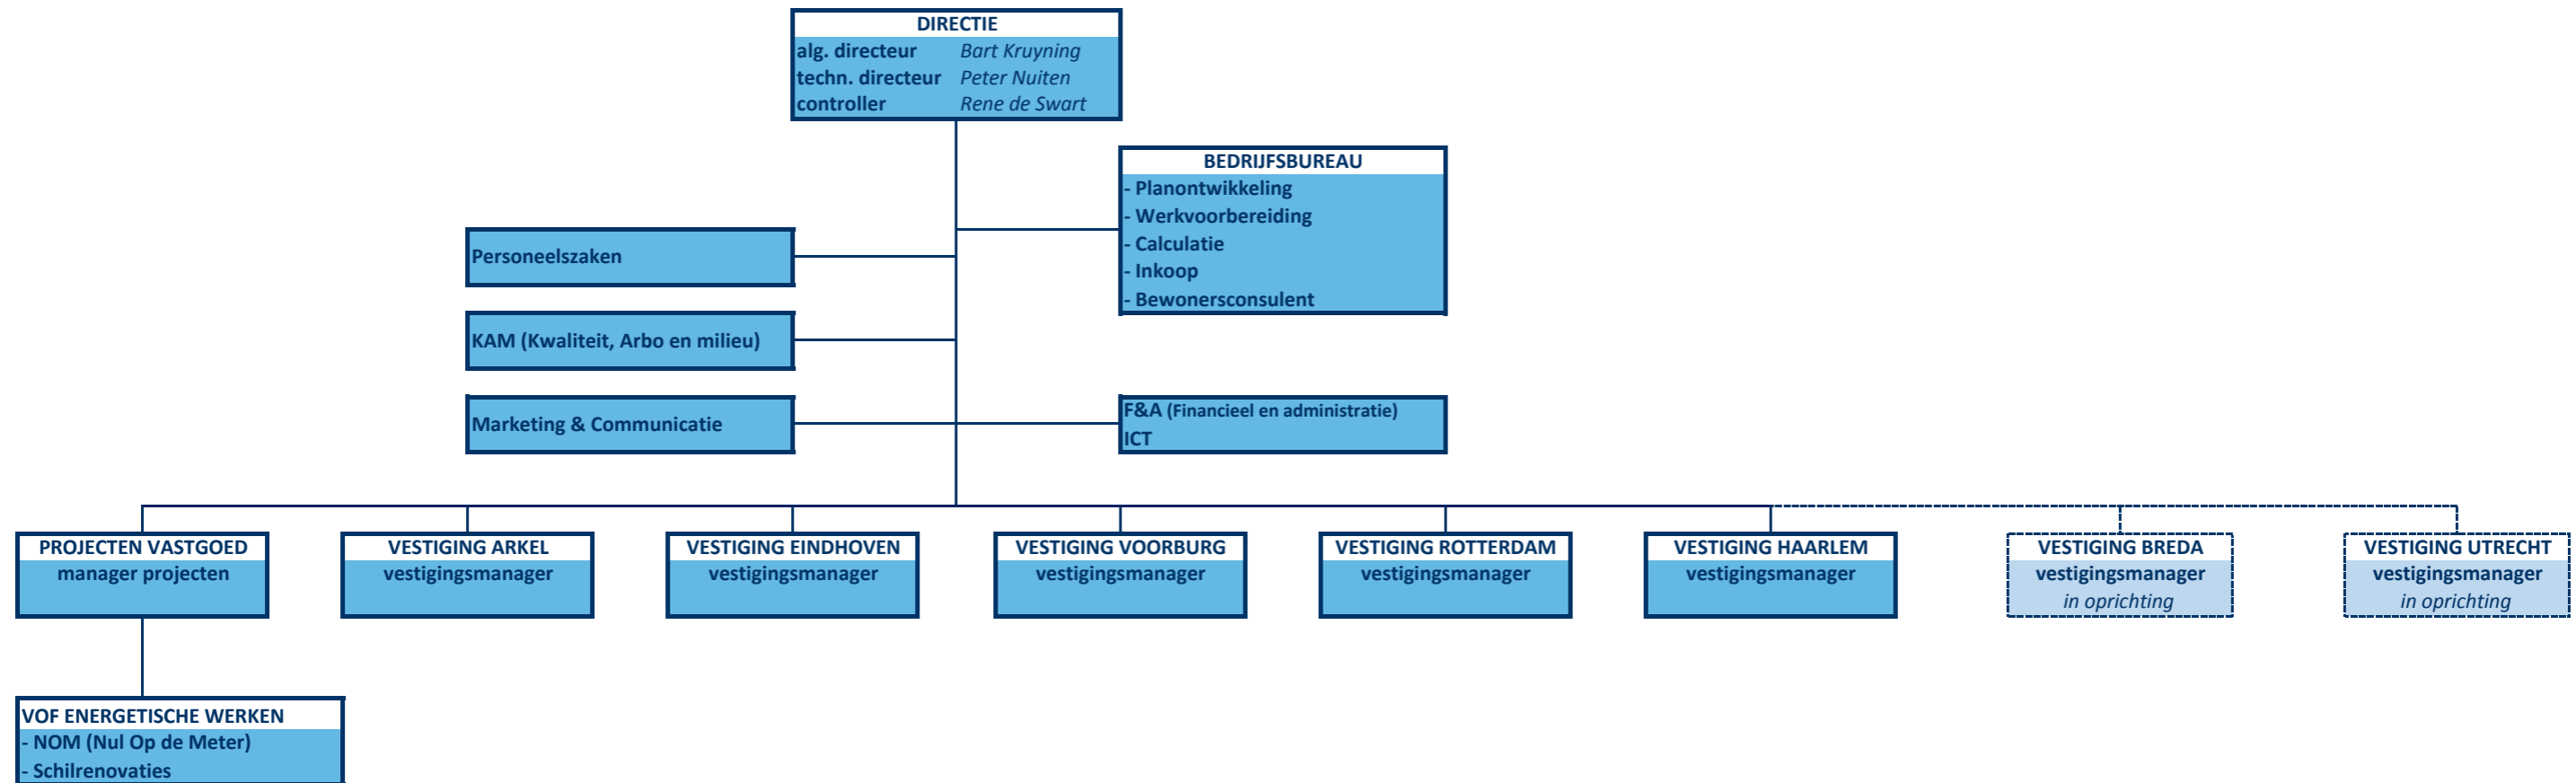 DIRECTIE
alg. directeur Bart Kruyning
techn. directeur Peter Nuiten
controller Rene de Swart
BEDRIJFSBUREAU
- Planontwikkeling
- Werkvoorbereiding
- Calculatie
- Inkoop
- Bewonersconsulent
Personeelszaken
KAM (Kwaliteit, Arbo en milieu)
Marketing & Communicatie
F&A (Financieel en administratie)
ICT
PROJECTEN VASTGOED
manager projecten
VESTIGING ARKEL
vestigingsmanager
VESTIGING EINDHOVEN
vestigingsmanager
VESTIGING VOORBURG
vestigingsmanager
VESTIGING ROTTERDAM
vestigingsmanager
VESTIGING HAARLEM
vestigingsmanager
VESTIGING BREDA
vestigingsmanager
in oprichting
VESTIGING UTRECHT
vestigingsmanager
in oprichting
VOF ENERGETISCHE WERKEN
- NOM (Nul Op de Meter)
- Schilrenovaties